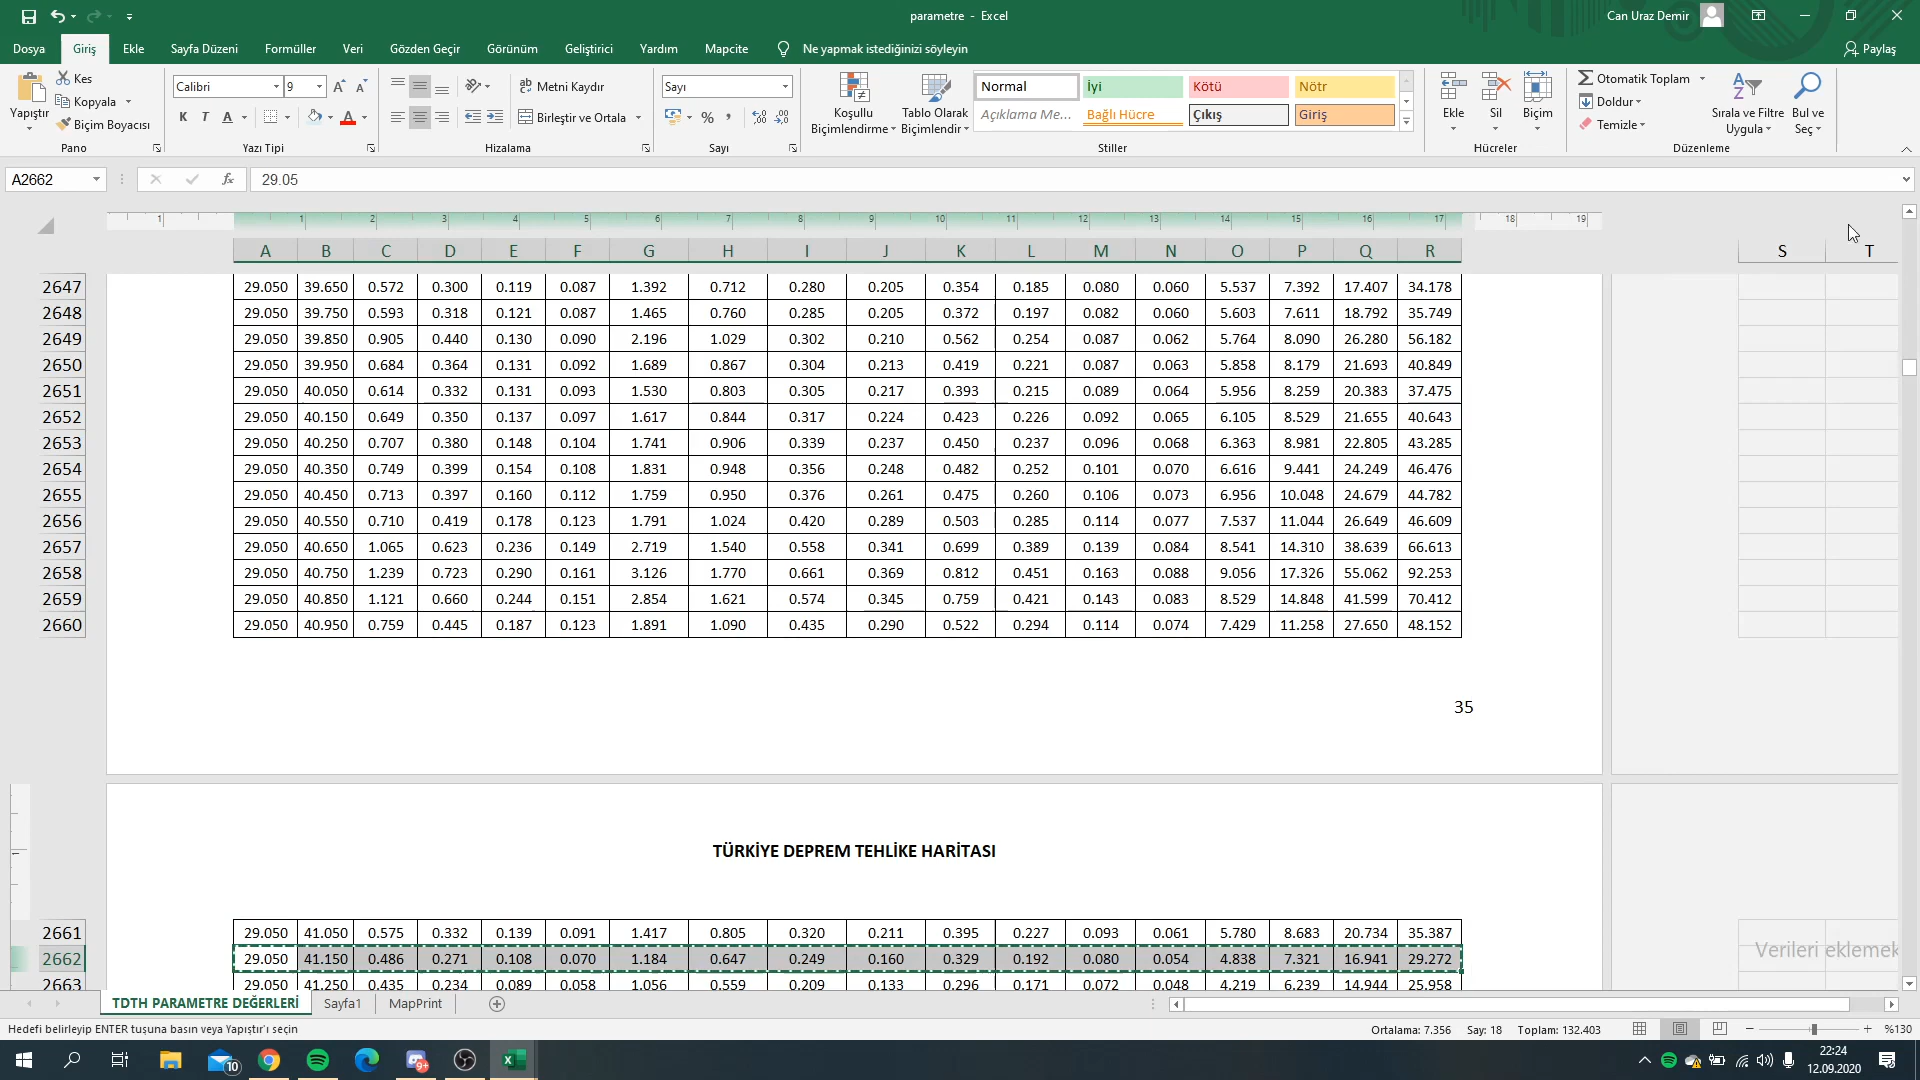 parametre - Excel
Can Uraz Demir
Dosya Giriş Ekle Sayfa Düzeni Formüller Veri Gözden Geçir Görünüm Geliştirici Yardım Mapcite Ne yapmak istediğinizi söyleyin Paylaş
Yapıştır
Kes
Kopyala
Biçim Boyacısı
Pano
Calibri 9
K T A
A
Yazı Tipi
Metni Kaydır
Birleştir ve Ortala
Hizalama
Sayı
%
Sayı
Koşullu Biçimlendirme
Tablo Olarak Biçimlendir
Normal İyi Kötü Nötr
Açıklama Me... Bağlı Hücre Çıkış Giriş
Stiller
Ekle Sil Biçim
Hücreler
Otomatik Toplam
Doldur
Temizle
Sırala ve Filtre Uygula
Bul ve Seç
Düzenleme
A2662 fx 29.05
1 1 2 3 4 5 6 7 8 9 10 11 12 13 14 15 16 17 18 19
A B C D E F G H I J K L M N O P Q R S T
2647 29.050 39.650 0.572 0.300 0.119 0.087 1.392 0.712 0.280 0.205 0.354 0.185 0.080 0.060 5.537 7.392 17.407 34.178
2648 29.050 39.750 0.593 0.318 0.121 0.087 1.465 0.760 0.285 0.205 0.372 0.197 0.082 0.060 5.603 7.611 18.792 35.749
2649 29.050 39.850 0.905 0.440 0.130 0.090 2.196 1.029 0.302 0.210 0.562 0.254 0.087 0.062 5.764 8.090 26.280 56.182
2650 29.050 39.950 0.684 0.364 0.131 0.092 1.689 0.867 0.304 0.213 0.419 0.221 0.087 0.063 5.858 8.179 21.693 40.849
2651 29.050 40.050 0.614 0.332 0.131 0.093 1.530 0.803 0.305 0.217 0.393 0.215 0.089 0.064 5.956 8.259 20.383 37.475
2652 29.050 40.150 0.649 0.350 0.137 0.097 1.617 0.844 0.317 0.224 0.423 0.226 0.092 0.065 6.105 8.529 21.655 40.643
2653 29.050 40.250 0.707 0.380 0.148 0.104 1.741 0.906 0.339 0.237 0.450 0.237 0.096 0.068 6.363 8.981 22.805 43.285
2654 29.050 40.350 0.749 0.399 0.154 0.108 1.831 0.948 0.356 0.248 0.482 0.252 0.101 0.070 6.616 9.441 24.249 46.476
2655 29.050 40.450 0.713 0.397 0.160 0.112 1.759 0.950 0.376 0.261 0.475 0.260 0.106 0.073 6.956 10.048 24.679 44.782
2656 29.050 40.550 0.710 0.419 0.178 0.123 1.791 1.024 0.420 0.289 0.503 0.285 0.114 0.077 7.537 11.044 26.649 46.609
2657 29.050 40.650 1.065 0.623 0.236 0.149 2.719 1.540 0.558 0.341 0.699 0.389 0.139 0.084 8.541 14.310 38.639 66.613
2658 29.050 40.750 1.239 0.723 0.290 0.161 3.126 1.770 0.661 0.369 0.812 0.451 0.163 0.088 9.056 17.326 55.062 92.253
2659 29.050 40.850 1.121 0.660 0.244 0.151 2.854 1.621 0.574 0.345 0.759 0.421 0.143 0.083 8.529 14.848 41.599 70.412
2660 29.050 40.950 0.759 0.445 0.187 0.123 1.891 1.090 0.435 0.290 0.522 0.294 0.114 0.074 7.429 11.258 27.650 48.152
35
TÜRKİYE DEPREM TEHLİKE HARİTASI
2661 29.050 41.050 0.575 0.332 0.139 0.091 1.417 0.805 0.320 0.211 0.395 0.227 0.093 0.061 5.780 8.683 20.734 35.387
2662 29.050 41.150 0.486 0.271 0.108 0.070 1.184 0.647 0.249 0.160 0.329 0.192 0.080 0.054 4.838 7.321 16.941 29.272
Verileri eklemek
2663 29.050 41.250 0.435 0.234 0.089 0.058 1.056 0.559 0.209 0.133 0.296 0.171 0.072 0.048 4.219 6.239 14.944 25.958
TDTH PARAMETRE DEĞERLERİ Sayfa1 MapPrint
Hedefi belirleyip ENTER tuşuna basın veya Yapıştır'ı seçin
Ortalama: 7.356 Say: 18 Toplam: 132.403
%130
10
9+
22:24
12.09.2020